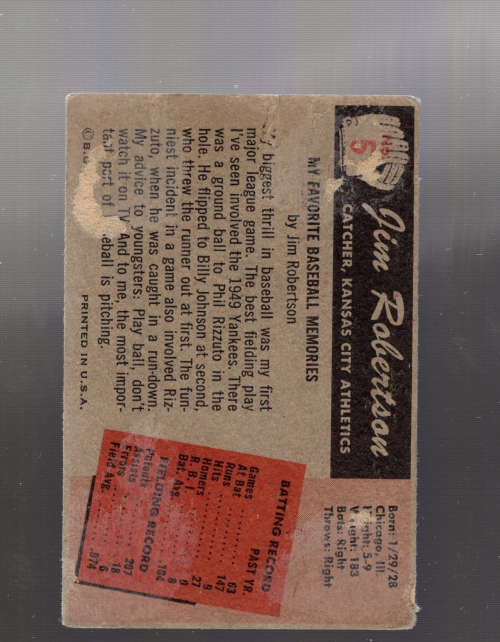 No.
6
Jim Robertson
CATCHER, KANSAS CITY ATHLETICS
Born: 1/29/28
Chicago, Ill
Height: 5-9
Weight: 183
Bats: Right
Throws: Right
MY FAVORITE BASEBALL MEMORIES
by Jim Robertson
My biggest thrill in baseball was my first
major league game. The best fielding play
I've seen involved the 1949 Yankees. There
was a ground ball to Phil Rizzuto in the
hole. He flipped to Billy Johnson at second,
who threw the runner out at first. The fun-
niest incident in a game also involved Riz-
zuto, when he was caught in a run-down.
My advice to youngsters: Play ball, don't
watch it on TV. And to me, the most impor-
tant part of baseball is pitching.
© B.G
PRINTED IN U.S.A.
BATTING RECORD
PAST YR.
Games 63
At Bat 147
Runs 9
Hits 27
Homers 0
R. B. I. 8
Bat. Avg. 184
FIELDING RECORD
Putouts 207
Assists 18
Errors 6
Field Avg. 974